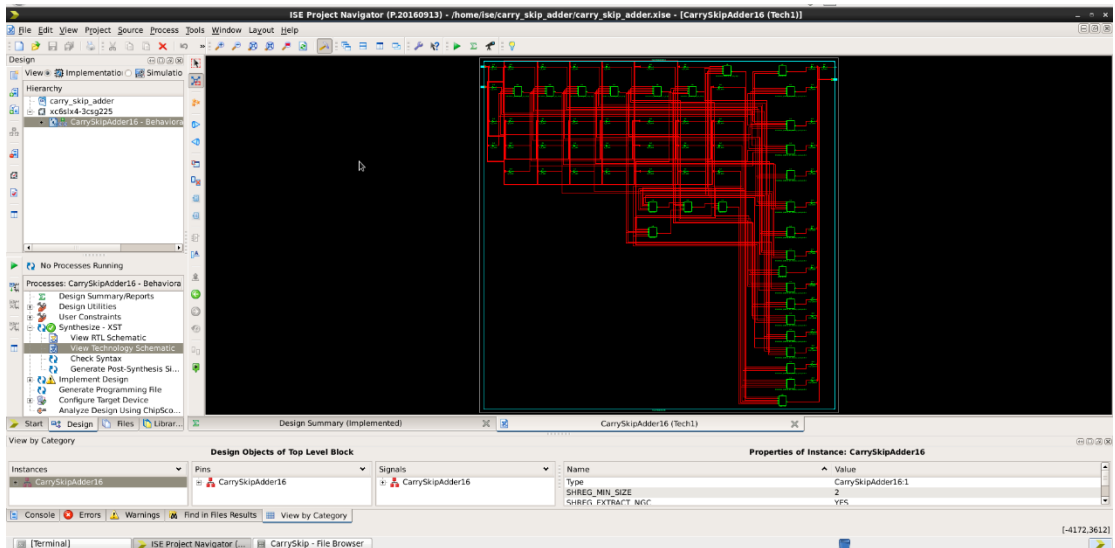 ISE Project Navigator (P.20160913) - /home/ise/carry_skip_adder/carry_skip_adder.xise - [CarrySkipAdder16 (Tech1)]
File Edit View Project Source Process Tools Window Layout Help
Design
View: Implementatio Simulatio
Hierarchy
carry_skip_adder
xc6slx4-3csg225
CarrySkipAdder16 - Behaviora
No Processes Running
Processes: CarrySkipAdder16 - Behaviora
Design Summary/Reports
Design Utilities
User Constraints
Synthesize - XST
View RTL Schematic
View Technology Schematic
Check Syntax
Generate Post-Synthesis Si...
Implement Design
Generate Programming File
Configure Target Device
Analyze Design Using ChipSco...
Start Design Files Librar... Design Summary (Implemented) CarrySkipAdder16 (Tech1)
View by Category
Design Objects of Top Level Block Properties of Instance: CarrySkipAdder16
Instances Pins Signals Name Value
CarrySkipAdder16 CarrySkipAdder16 CarrySkipAdder16 Type CarrySkipAdder16:1
SHREG_MIN_SIZE 2
SHREG_EXTRACT_NGC YES
Console Errors Warnings Find in Files Results View by Category
[-4172,3612]
[Terminal] ISE Project Navigator (... CarrySkip - File Browser